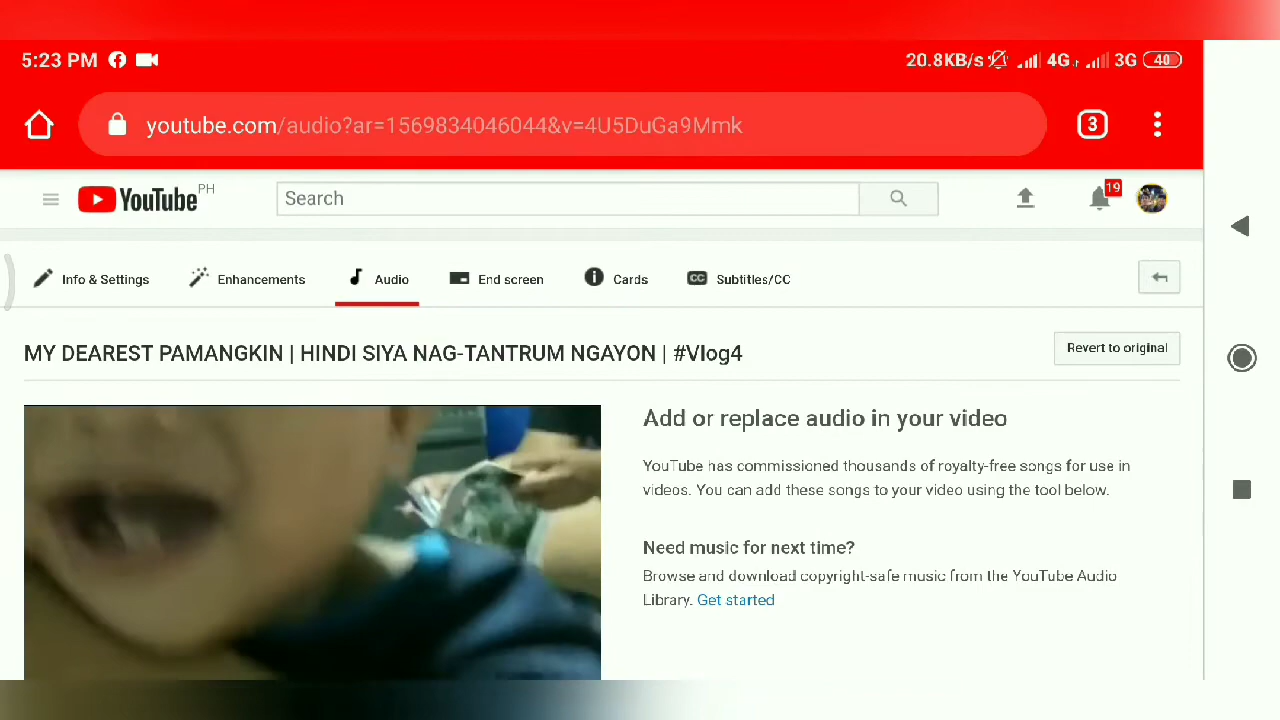 5:23 PM 20.8KB/s 4G 3G 40
youtube.com/audio?ar=1569834046044&v=4U5DuGa9Mmk 3
YouTube PH Search 19
Info & Settings Enhancements Audio End screen Cards CC Subtitles/CC
MY DEAREST PAMANGKIN | HINDI SIYA NAG-TANTRUM NGAYON | #Vlog4 Revert to original
Add or replace audio in your video
YouTube has commissioned thousands of royalty-free songs for use in
videos. You can add these songs to your video using the tool below.
Need music for next time?
Browse and download copyright-safe music from the YouTube Audio
Library. Get started